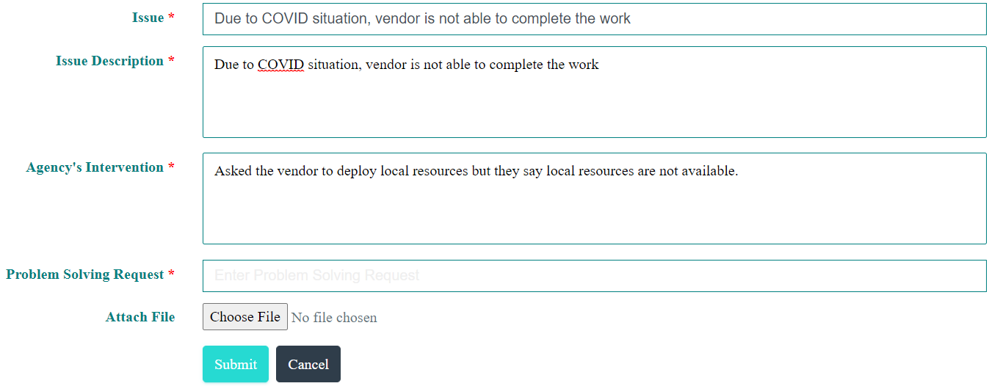 Issue * Due to COVID situation, vendor is not able to complete the work
Issue Description * Due to COVID situation, vendor is not able to complete the work
Agency's Intervention * Asked the vendor to deploy local resources but they say local resources are not available.
Problem Solving Request * Enter Problem Solving Request
Attach File Choose File No file chosen
Submit Cancel